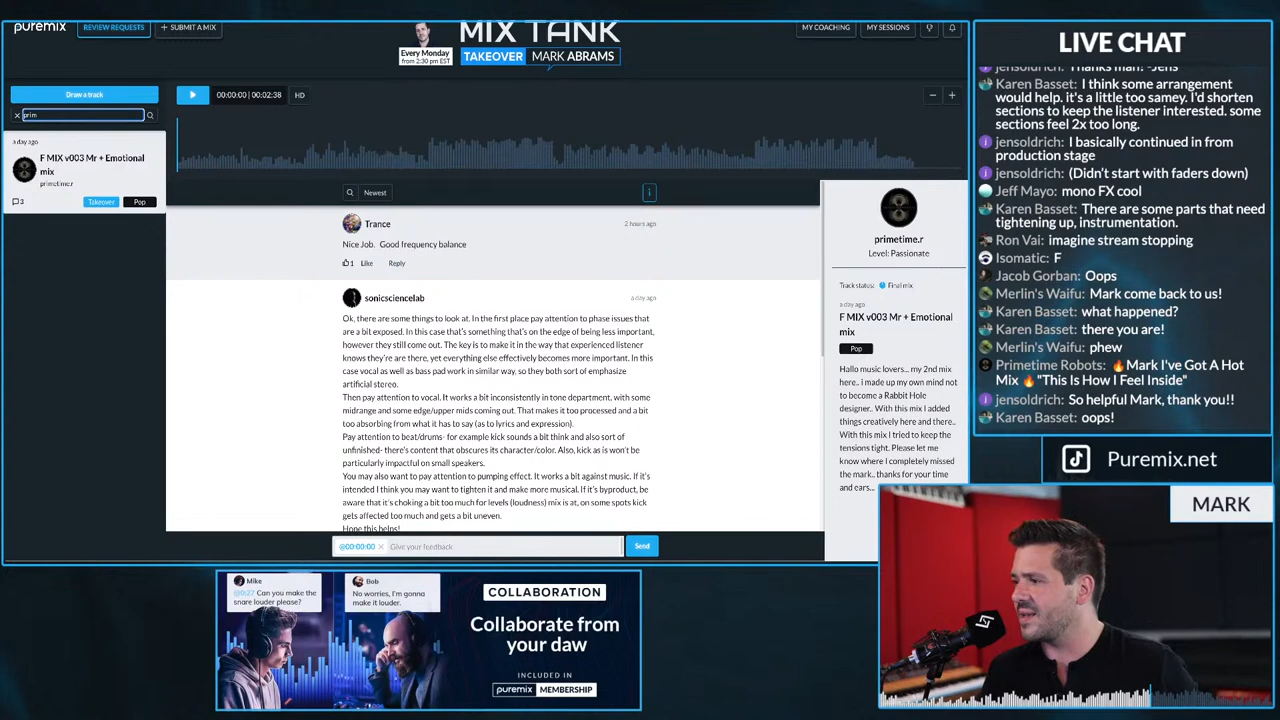 puremix
REVIEW REQUESTS
+ SUBMIT A MIX
Every Monday
from 2:30 pm EST
MIX TANK
TAKEOVER MARK ABRAMS
MY COACHING
MY SESSIONS
Draw a track
prim
a day ago
F MIX v003 Mr + Emotional
mix
primetime.r
3
Takeover
Pop
00:00:00 | 00:02:38
HD
Newest
Trance
2 hours ago
Nice Job. Good frequency balance
1 Like
Reply
sonicsciencelab
a day ago
Ok, there are some things to look at. In the first place pay attention to phase issues that
are a bit exposed. In this case that's something that's on the edge of being less important,
however they still come out. The key is to make it in the way that experienced listener
knows they're are there, yet everything else effectively becomes more important. In this
case vocal as well as bass pad work in similar way, so they both sort of emphasize
artificial stereo.
Then pay attention to vocal. It works a bit inconsistently in tone department, with some
midrange and some edge/upper mids coming out. That makes it too processed and a bit
too absorbing from what it has to say (as to lyrics and expression).
Pay attention to beat/drums- for example kick sounds a bit think and also sort of
unfinished- there's content that obscures its character/color. Also, kick as is won't be
particularly impactful on small speakers.
You may also want to pay attention to pumping effect. It works a bit against music. If it's
intended I think you may want to tighten it and make more musical. If it's byproduct, be
aware that it's choking a bit too much for levels (loudness) mix is at, on some spots kick
gets affected too much and gets a bit uneven.
Hope this helps!
@00:00:00
Give your feedback
Send
primetime.r
Level: Passionate
Track status: Final mix
a day ago
F MIX v003 Mr + Emotional
mix
Pop
Hallo music lovers... my 2nd mix
here.. i made up my own mind not
to become a Rabbit Hole
designer.. With this mix I added
things creatively here and there..
With this mix I tried to keep the
tensions tight. Please let me
know where I completely missed
the mark.. thanks for your time
and ears...
LIVE CHAT
jensoldrich: Thanks man! -Jens
Karen Basset: I think some arrangement
would help. it's a little too samey. I'd shorten
sections to keep the listener interested. some
sections feel 2x too long.
jensoldrich: I basically continued in from
production stage
jensoldrich: (Didn't start with faders down)
Jeff Mayo: mono FX cool
Karen Basset: There are some parts that need
tightening up, instrumentation.
Ron Vai: imagine stream stopping
Isomatic: F
Jacob Gorban: Oops
Merlin's Waifu: Mark come back to us!
Karen Basset: what happened?
Karen Basset: there you are!
Merlin's Waifu: phew
Primetime Robots: 🔥Mark I've Got A Hot
Mix 🔥"This Is How I Feel Inside"
jensoldrich: So helpful Mark, thank you!!
Karen Basset: oops!
Puremix.net
MARK
Mike
@0:27 Can you make the
snare louder please?
Bob
No worries, I'm gonna
make it louder.
COLLABORATION
Collaborate from
your daw
INCLUDED IN
puremix MEMBERSHIP